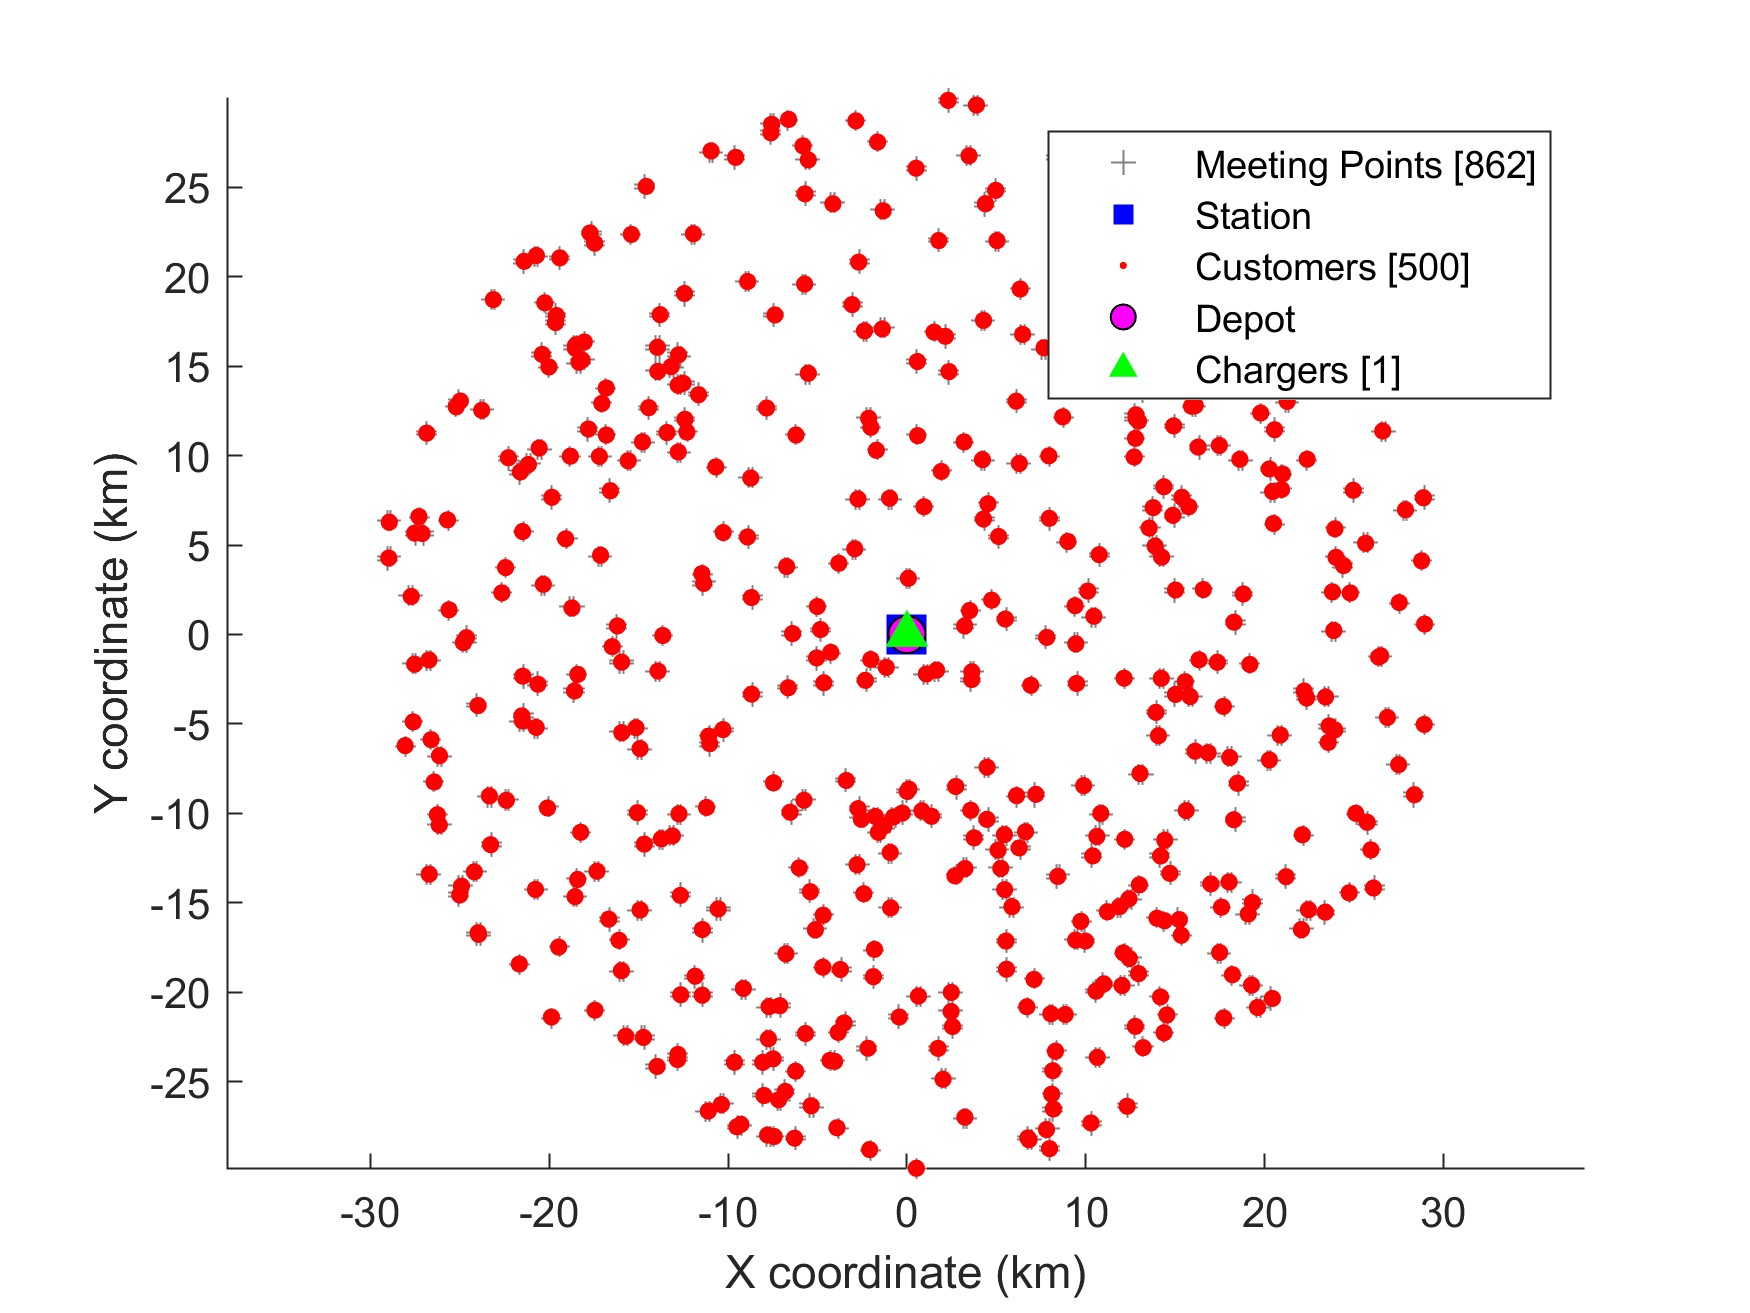 Meeting Points [862]
Station
Customers [500]
Depot
Chargers [1]
25
20
15
10
5
0
-5
-10
-15
-20
-25
Y coordinate (km)
-30 -20 -10 0 10 20 30
X coordinate (km)